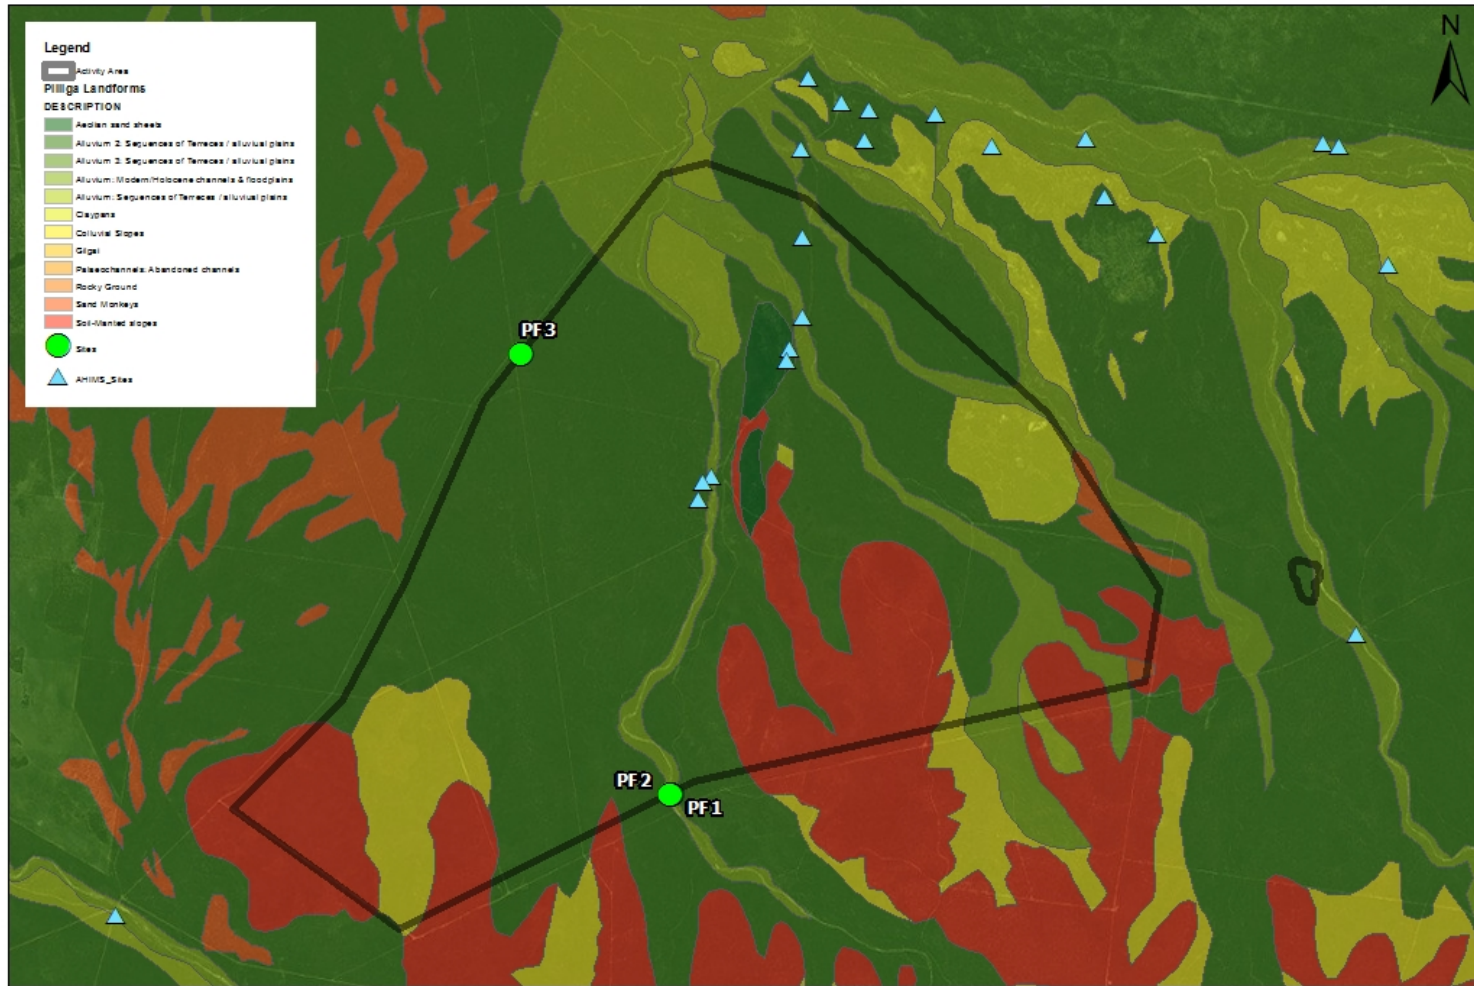 Legend
Activity Area
Pilliga Landforms
DESCRIPTION
Aeolian sand sheets
Alluvium 2: Sequences of Terraces / alluvial plains
Alluvium 3: Sequences of Terraces / alluvial plains
Alluvium: Modern/Holocene channels & floodplains
Alluvium: Sequences of Terraces / alluvial plains
Claypans
Colluvial Slopes
Gilgai
Palaeochannels: Abandoned channels
Rocky Ground
Sand Monkeys
Soil-Mantled slopes
Sites
AHIMS_Sites
N
PF3
PF2
PF1